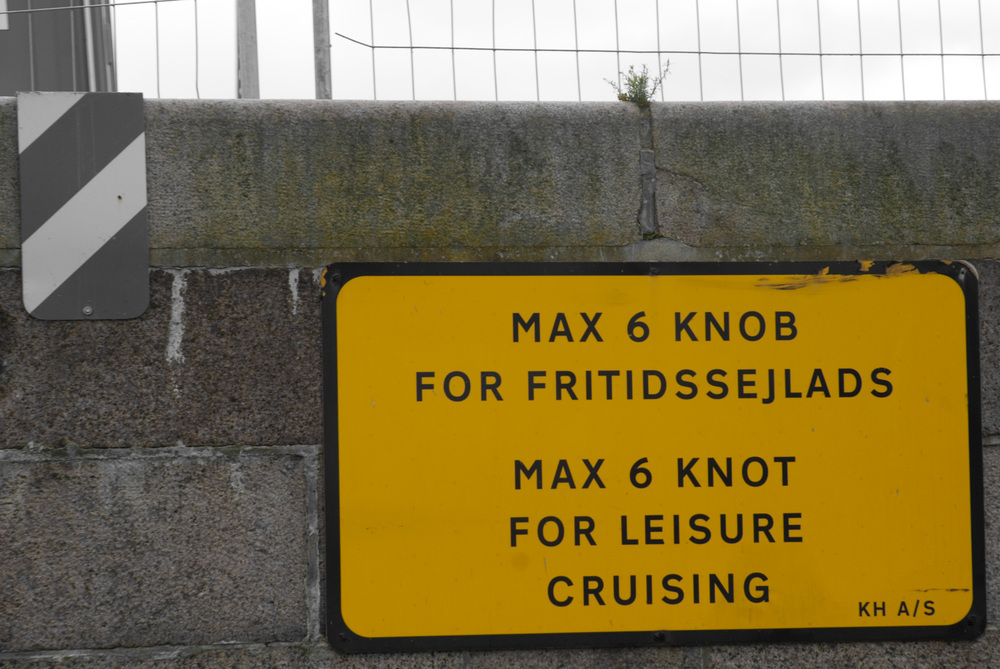 MAX 6 KNOB
FOR FRITIDSSEJLADS
MAX 6 KNOT
FOR LEISURE
CRUISING
KH A/S